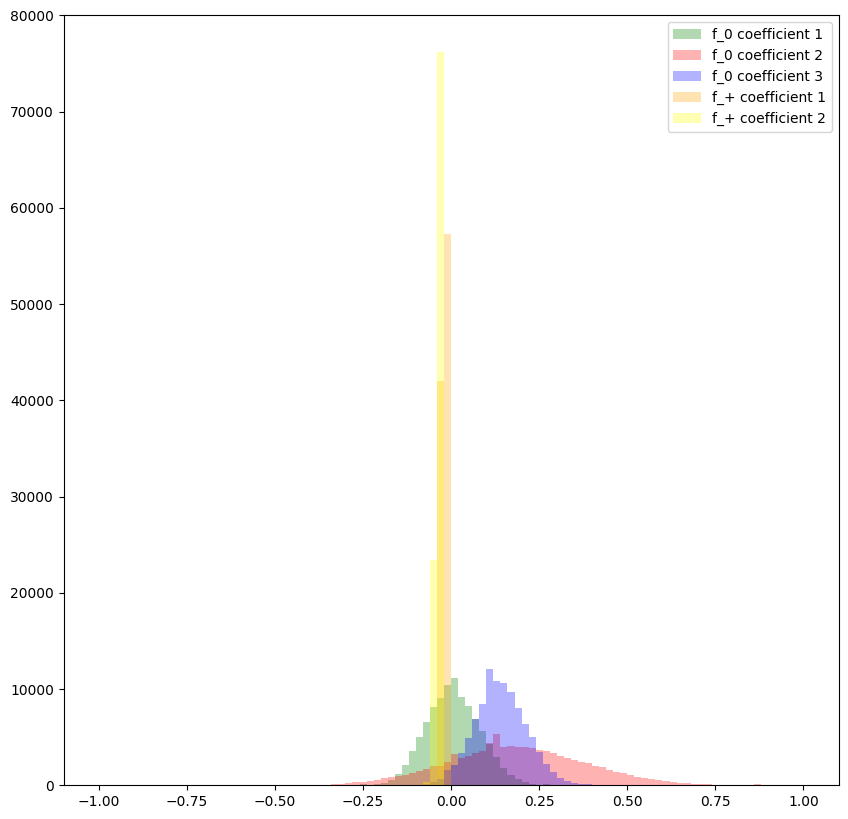 80000
70000
60000
50000
40000
30000
20000
10000
0
−1.00 −0.75 −0.50 −0.25 0.00 0.25 0.50 0.75 1.00
f_0 coefficient 1
f_0 coefficient 2
f_0 coefficient 3
f_+ coefficient 1
f_+ coefficient 2